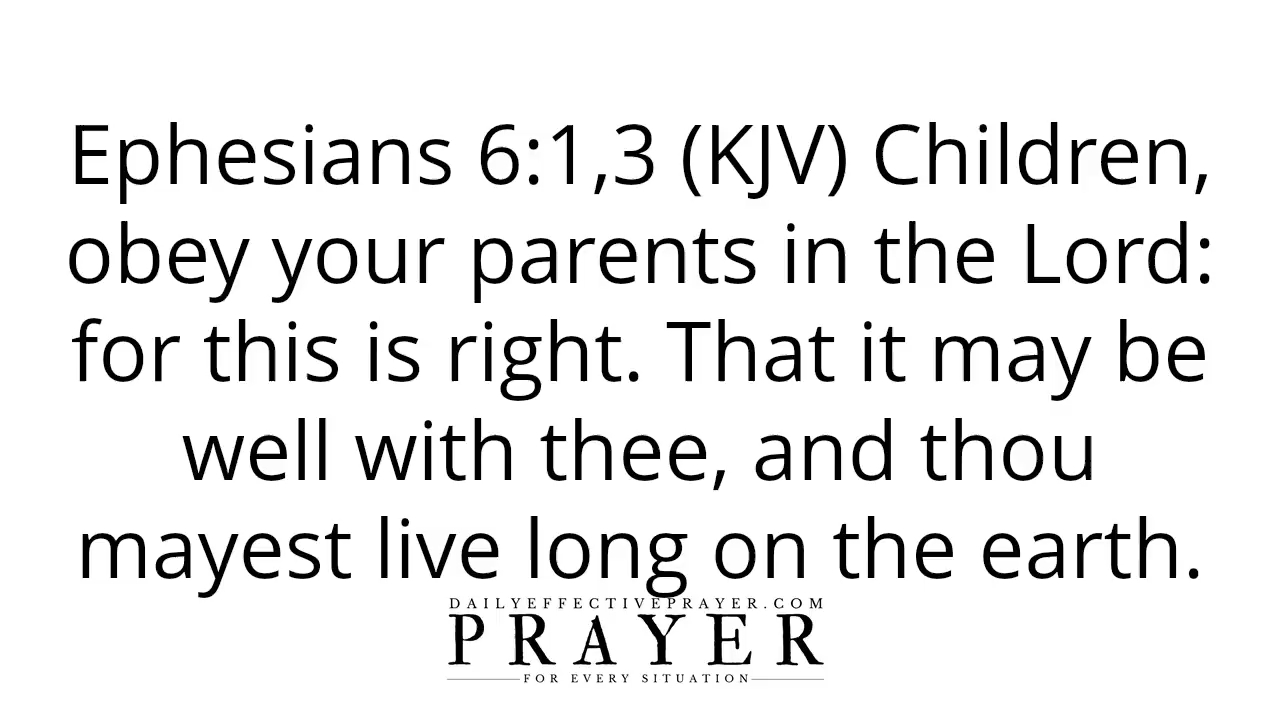 Ephesians 6:1,3 (KJV) Children,
obey your parents in the Lord:
for this is right. That it may be
well with thee, and thou
mayest live long on the earth.
DAILYEFFECTIVEPRAYER.COM
PRAYER
FOR EVERY SITUATION